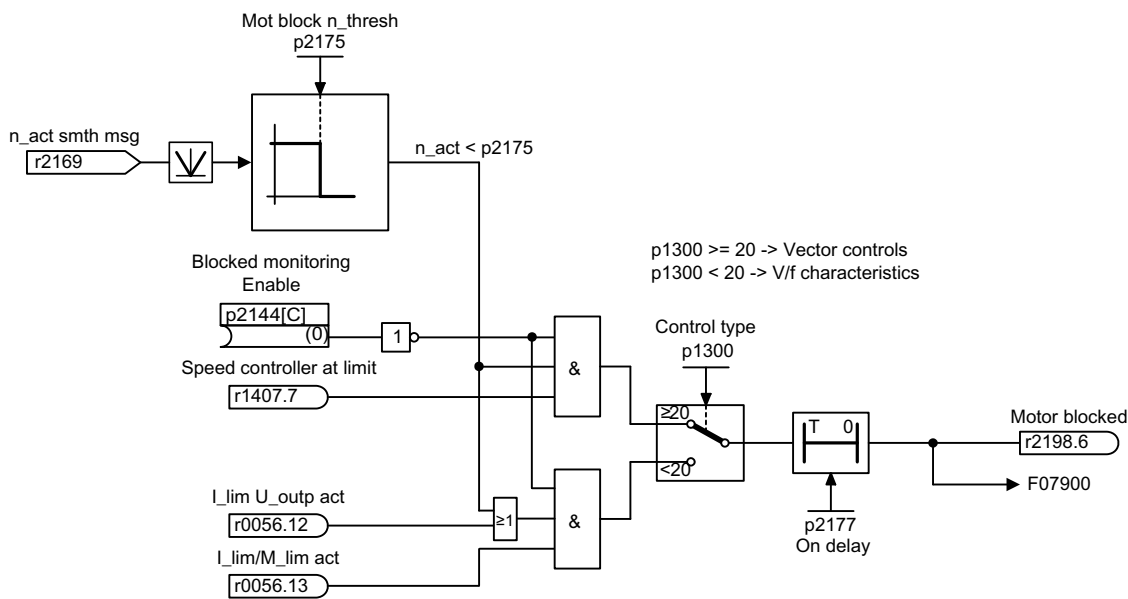 Mot block n_thresh
p2175
n_act smth msg
r2169
n_act < p2175
Blocked monitoring
Enable
p2144[C]
(0)
1
Speed controller at limit
r1407.7
&
p1300 >= 20 -> Vector controls
p1300 < 20 -> V/f characteristics
Control type
p1300
≥20
<20
T 0
p2177
On delay
Motor blocked
r2198.6
F07900
I_lim U_outp act
r0056.12
≥1
&
I_lim/M_lim act
r0056.13